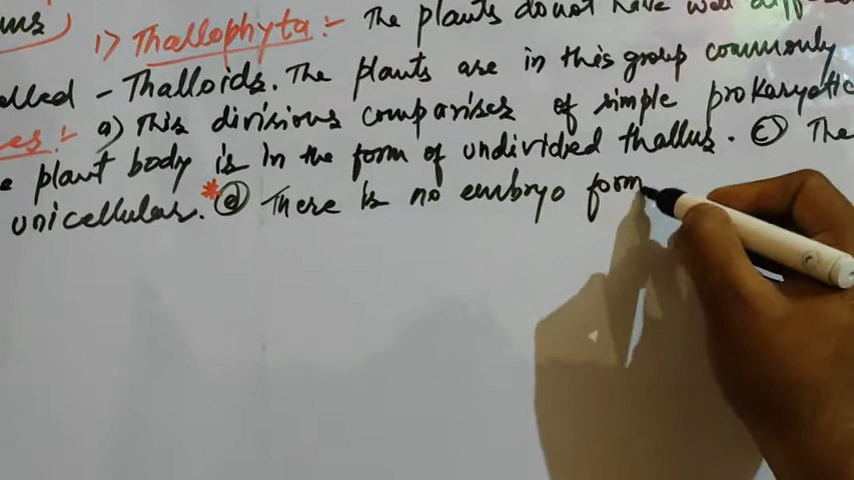 1) Thallophyta :- The plants do not have well
called - Thalloids. The plants are in this group commonly
a) This divisions comparises of simple prokaryotic
plant body is in the form of undivided thallus. c) The
unicellular. * d) There is no embryo form